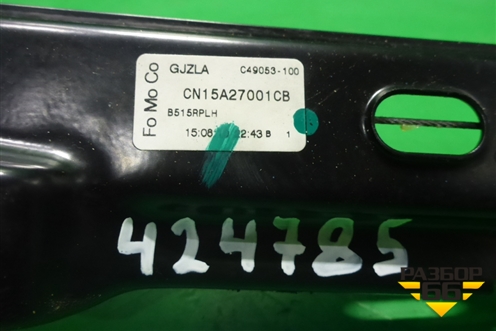 Fo Mo Co
GJZLA C49053-100
CN15A27001CB
B515RPLH
15:08 2:43 B 1
424785
РАЗБОР
66